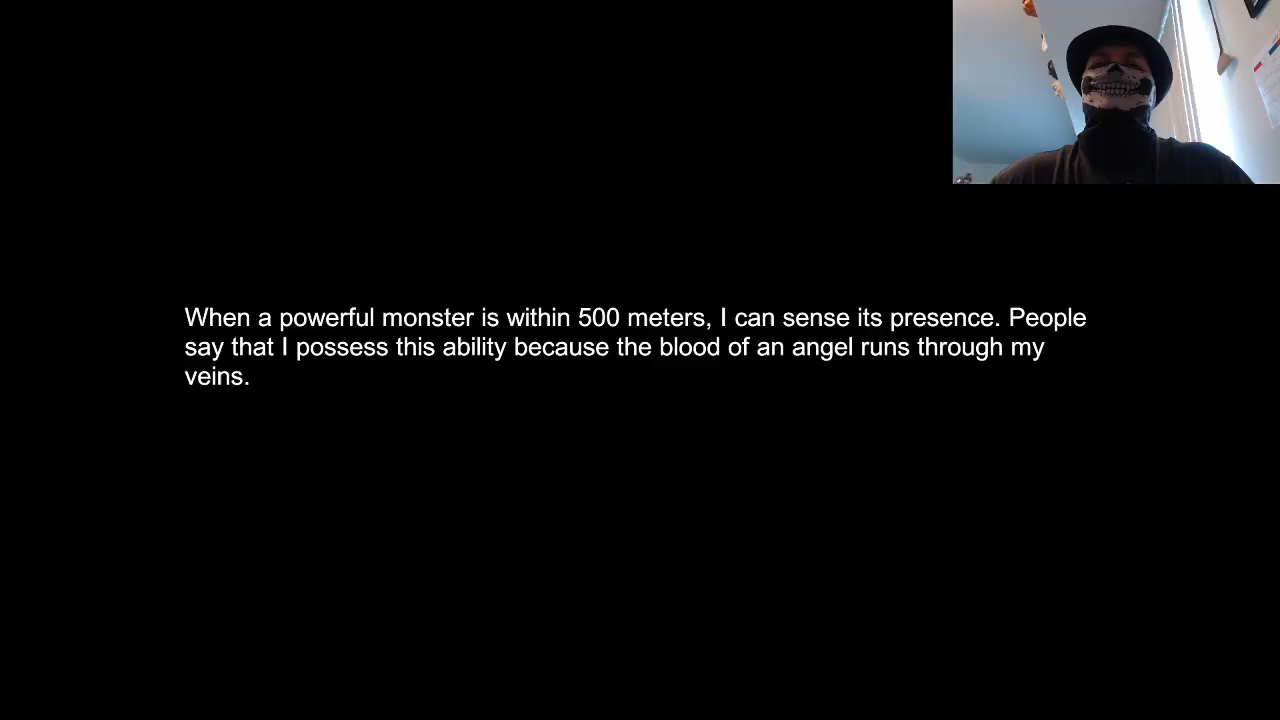 When a powerful monster is within 500 meters, I can sense its presence. People
say that I possess this ability because the blood of an angel runs through my
veins.